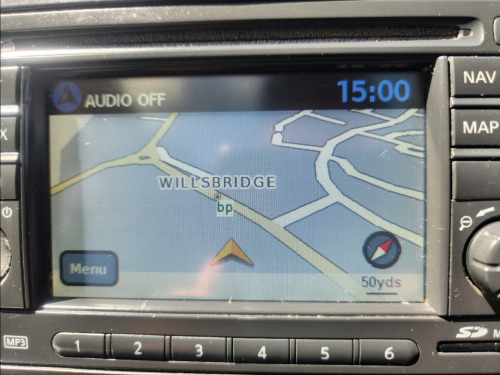 AUDIO OFF 15:00
NAV
X MAP
WILLSBRIDGE
bp
Menu
50yds
MP3 1 2 3 4 5 6 SD M